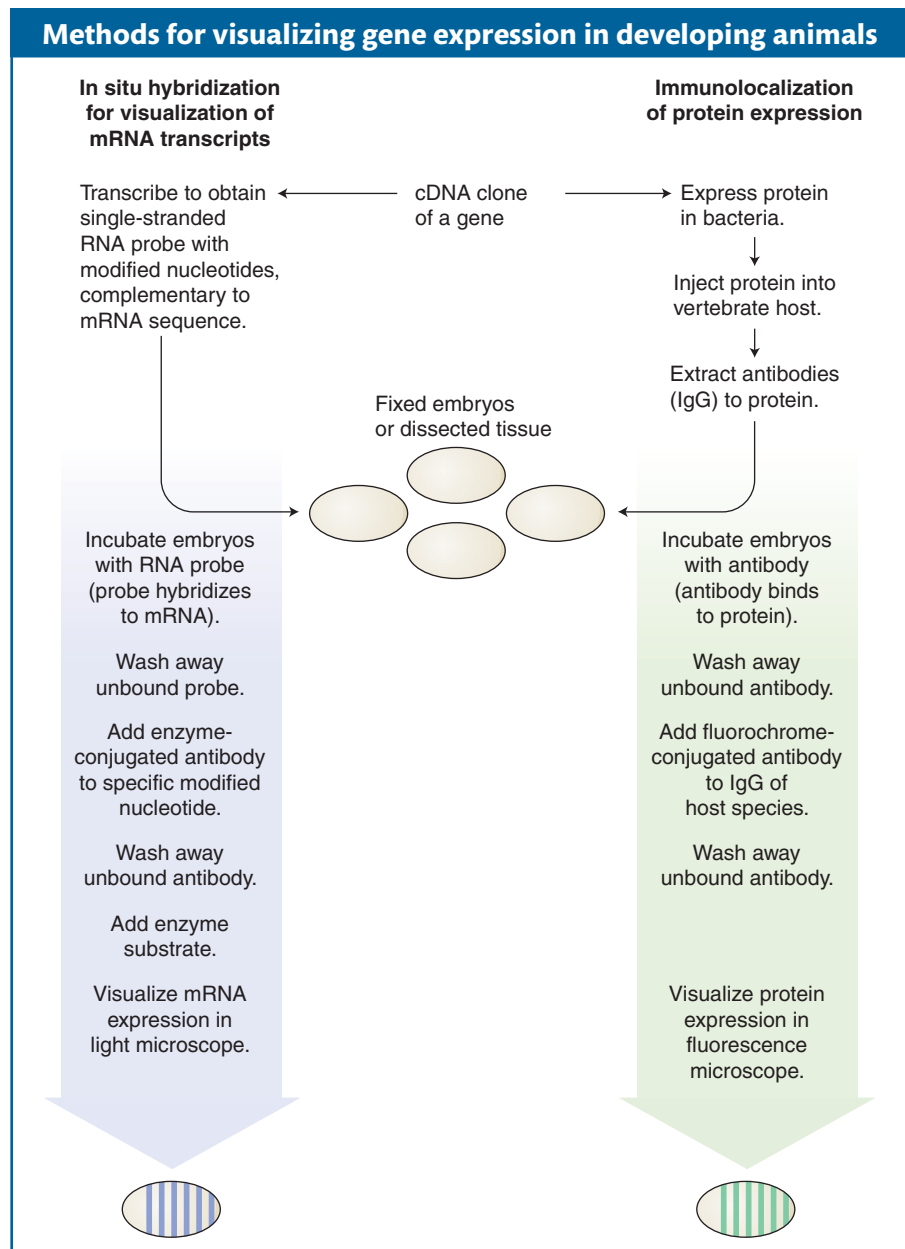 Methods for visualizing gene expression in developing animals
In situ hybridization
for visualization of
mRNA transcripts
Immunolocalization
of protein expression
Transcribe to obtain
single-stranded
RNA probe with
modified nucleotides,
complementary to
mRNA sequence.
cDNA clone
of a gene
Express protein
in bacteria.
Inject protein into
vertebrate host.
Extract antibodies
(IgG) to protein.
Fixed embryos
or dissected tissue
Incubate embryos
with RNA probe
(probe hybridizes
to mRNA).
Wash away
unbound probe.
Add enzyme-
conjugated antibody
to specific modified
nucleotide.
Wash away
unbound antibody.
Add enzyme
substrate.
Visualize mRNA
expression in
light microscope.
Incubate embryos
with antibody
(antibody binds
to protein).
Wash away
unbound antibody.
Add fluorochrome-
conjugated antibody
to IgG of
host species.
Wash away
unbound antibody.
Visualize protein
expression in
fluorescence
microscope.